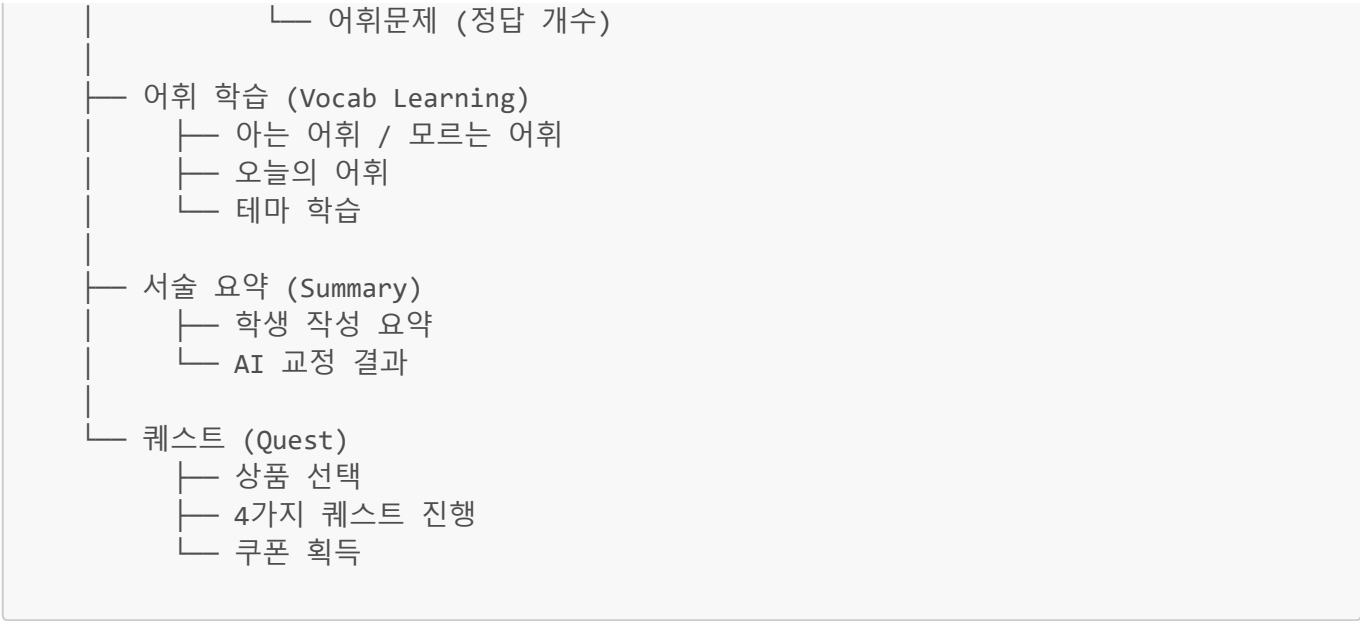 │           └── 어휘문제 (정답 개수)
│
├── 어휘 학습 (Vocab Learning)
│     ├── 아는 어휘 / 모르는 어휘
│     ├── 오늘의 어휘
│     └── 테마 학습
│
├── 서술 요약 (Summary)
│     ├── 학생 작성 요약
│     └── AI 교정 결과
│
└── 퀘스트 (Quest)
      ├── 상품 선택
      ├── 4가지 퀘스트 진행
      └── 쿠폰 획득